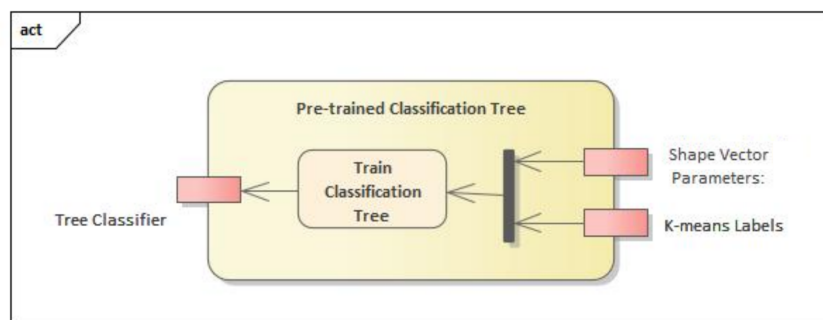 act
Pre-trained Classification Tree
Train
Classification
Tree
Shape Vector
Parameters:
Tree Classifier
K-means Labels